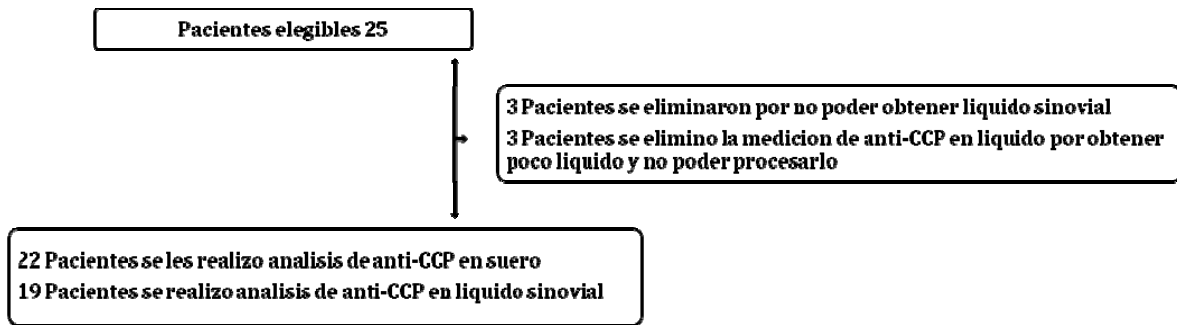 Pacientes elegibles 25
3 Pacientes se eliminaron por no poder obtener liquido sinovial
3 Pacientes se elimino la medicion de anti-CCP en liquido por obtener
poco liquido y no poder procesarlo
22 Pacientes se les realizo analisis de anti-CCP en suero
19 Pacientes se realizo analisis de anti-CCP en liquido sinovial